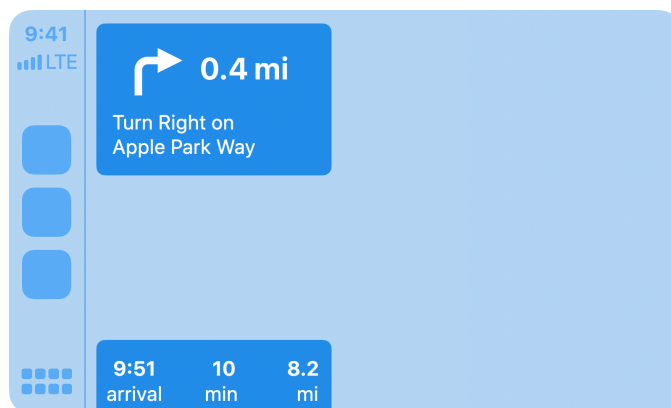 9:41
LTE
0.4 mi
Turn Right on
Apple Park Way
9:51 10 8.2
arrival min mi